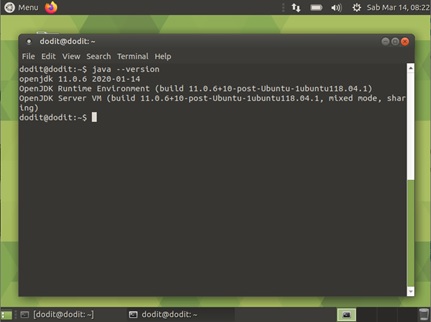 Menu
Sab Mar 14, 08:22
dodit@dodit: ~
File Edit View Search Terminal Help
dodit@dodit:~$ java --version
openjdk 11.0.6 2020-01-14
OpenJDK Runtime Environment (build 11.0.6+10-post-Ubuntu-1ubuntu118.04.1)
OpenJDK Server VM (build 11.0.6+10-post-Ubuntu-1ubuntu118.04.1, mixed mode, shar
ing)
dodit@dodit:~$
[dodit@dodit: ~]
dodit@dodit: ~